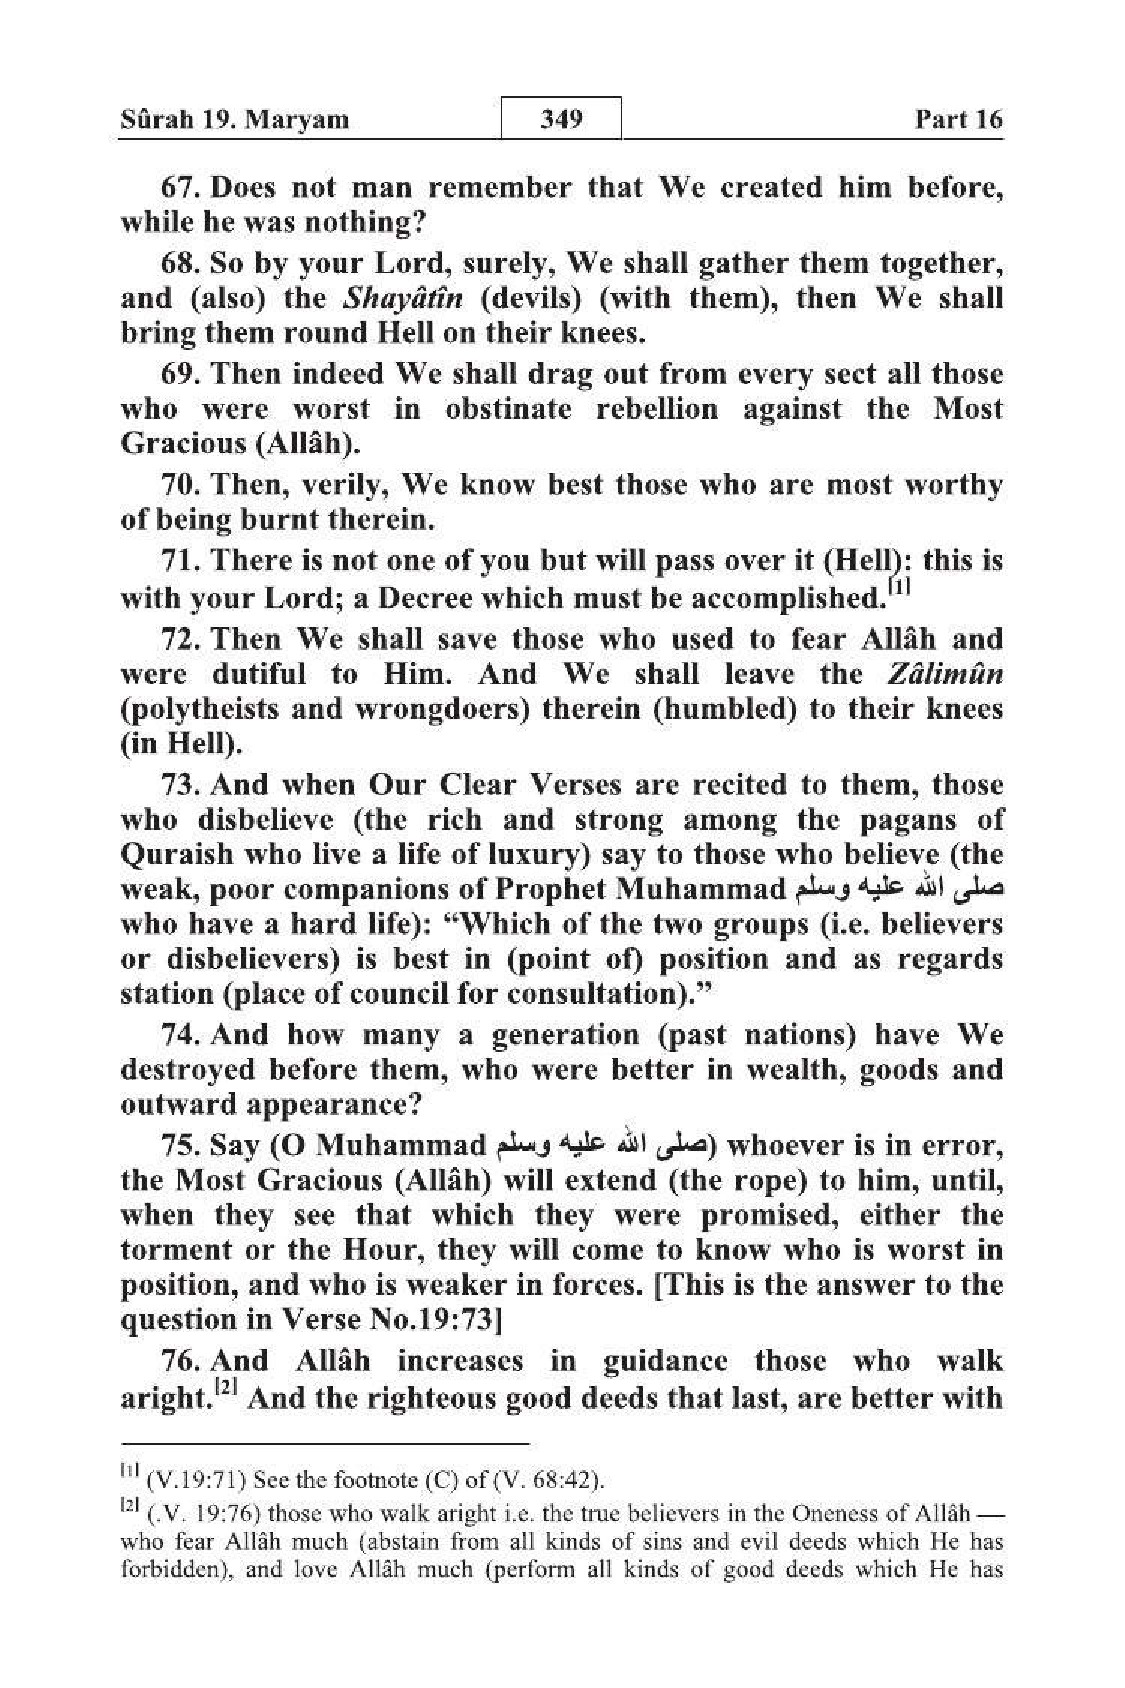 Sûrah 19. Maryam 349 Part 16
67. Does not man remember that We created him before,
while he was nothing?
68. So by your Lord, surely, We shall gather them together,
and (also) the Shayâtîn (devils) (with them), then We shall
bring them round Hell on their knees.
69. Then indeed We shall drag out from every sect all those
who were worst in obstinate rebellion against the Most
Gracious (Allâh).
70. Then, verily, We know best those who are most worthy
of being burnt therein.
71. There is not one of you but will pass over it (Hell): this is
with your Lord; a Decree which must be accomplished.[1]
72. Then We shall save those who used to fear Allâh and
were dutiful to Him. And We shall leave the Zâlimûn
(polytheists and wrongdoers) therein (humbled) to their knees
(in Hell).
73. And when Our Clear Verses are recited to them, those
who disbelieve (the rich and strong among the pagans of
Quraish who live a life of luxury) say to those who believe (the
weak, poor companions of Prophet Muhammad صلى الله عليه وسلم
who have a hard life): “Which of the two groups (i.e. believers
or disbelievers) is best in (point of) position and as regards
station (place of council for consultation).”
74. And how many a generation (past nations) have We
destroyed before them, who were better in wealth, goods and
outward appearance?
75. Say (O Muhammad صلى الله عليه وسلم) whoever is in error,
the Most Gracious (Allâh) will extend (the rope) to him, until,
when they see that which they were promised, either the
torment or the Hour, they will come to know who is worst in
position, and who is weaker in forces. [This is the answer to the
question in Verse No.19:73]
76. And Allâh increases in guidance those who walk
aright.[2] And the righteous good deeds that last, are better with
[1] (V.19:71) See the footnote (C) of (V. 68:42).
[2] (.V. 19:76) those who walk aright i.e. the true believers in the Oneness of Allâh —
who fear Allâh much (abstain from all kinds of sins and evil deeds which He has
forbidden), and love Allâh much (perform all kinds of good deeds which He has